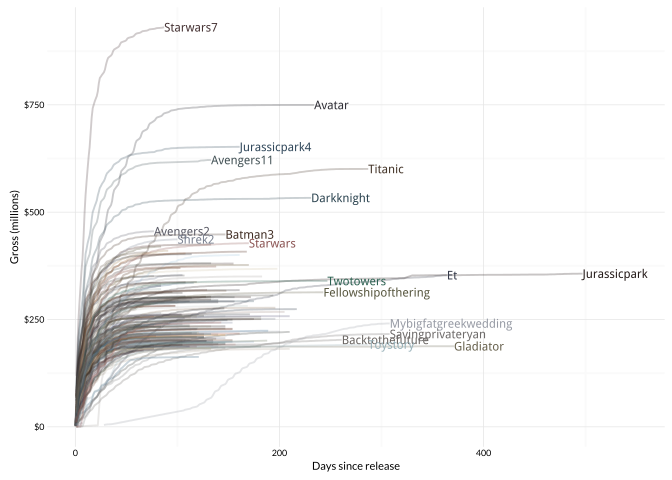 Starwars7
$750
Avatar
Jurassicpark4
Avengers11
Titanic
Darkknight
$500
Avengers2
Batman3
Shrek2
Starwars
Et
Jurassicpark
Twotowers
Fellowshipofthering
$250
Mybigfatgreekwedding
Savingprivateryan
Backtothefuture
Toystory
Gladiator
$0
0
200
400
Days since release
Gross (millions)